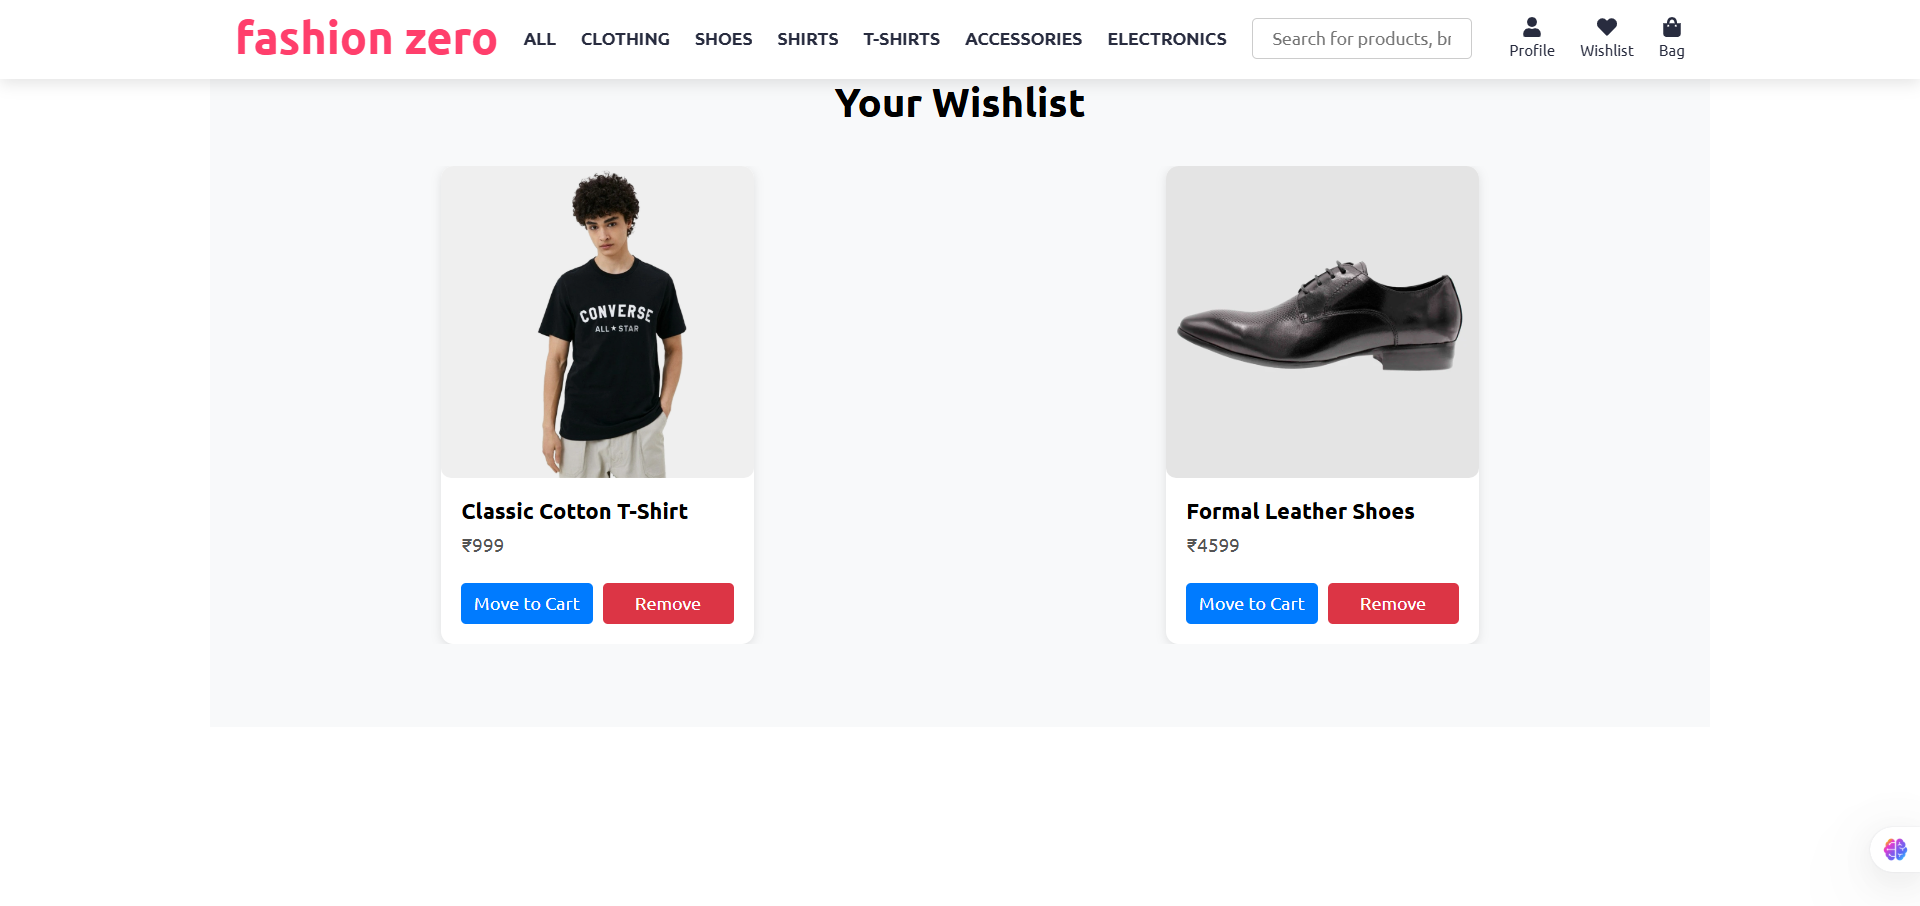 fashion zero
ALL CLOTHING SHOES SHIRTS T-SHIRTS ACCESSORIES ELECTRONICS
Search for products, br
Profile Wishlist Bag
Your Wishlist
CONVERSE
ALL★STAR
Classic Cotton T-Shirt
₹999
Move to Cart Remove
Formal Leather Shoes
₹4599
Move to Cart Remove